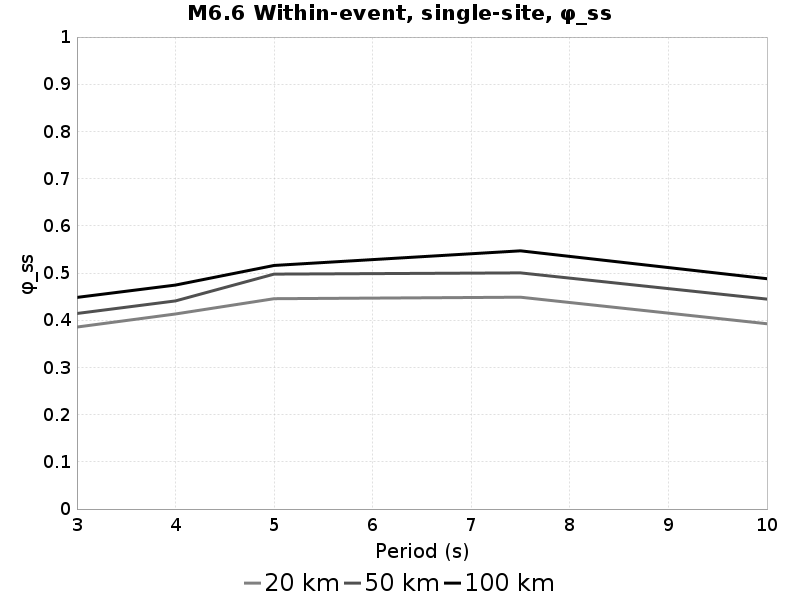 M6.6 Within-event, single-site, φ_ss
1
0.9
0.8
0.7
0.6
0.5
0.4
0.3
0.2
0.1
0
φ_ss
3 4 5 6 7 8 9 10
Period (s)
20 km 50 km 100 km